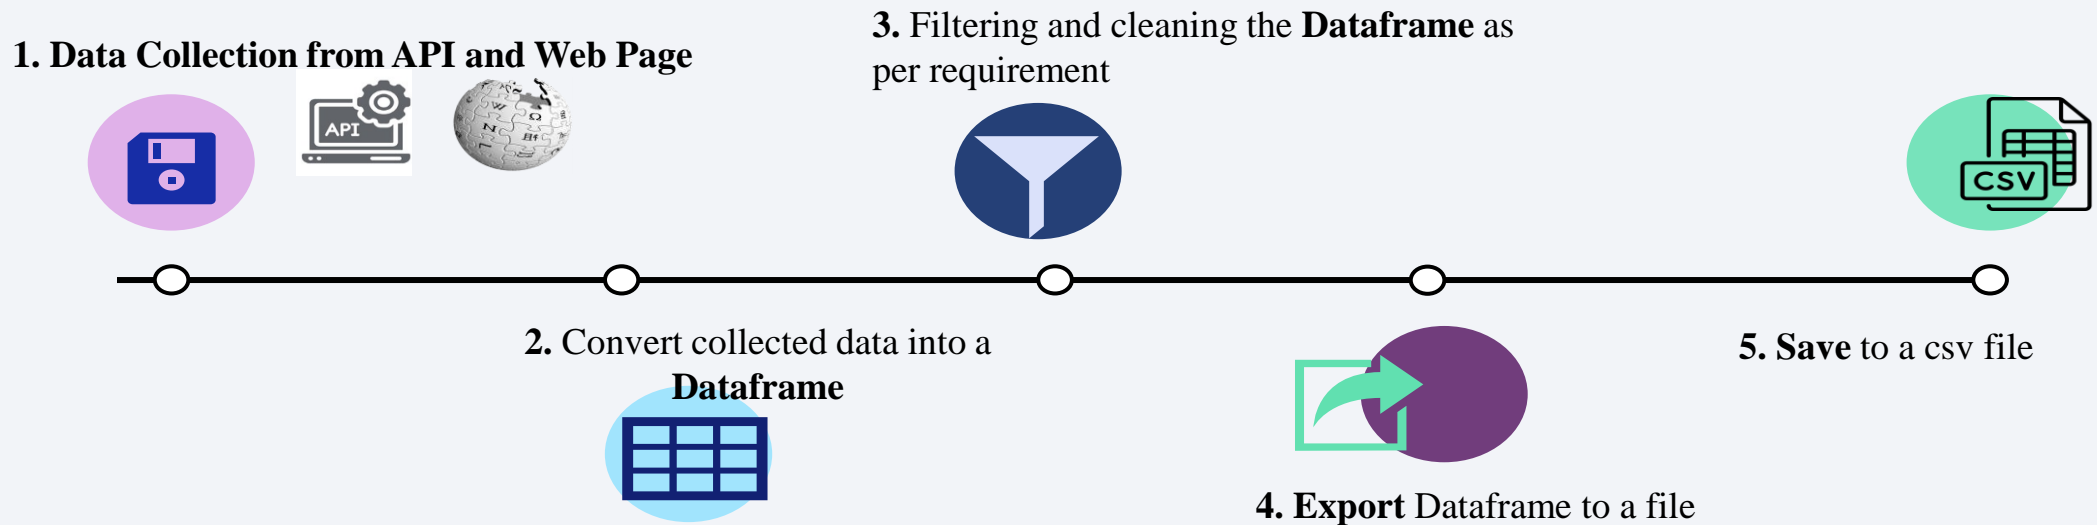 1. Data Collection from API and Web Page
API
2. Convert collected data into a
Dataframe
3. Filtering and cleaning the Dataframe as
per requirement
4. Export Dataframe to a file
CSV
5. Save to a csv file